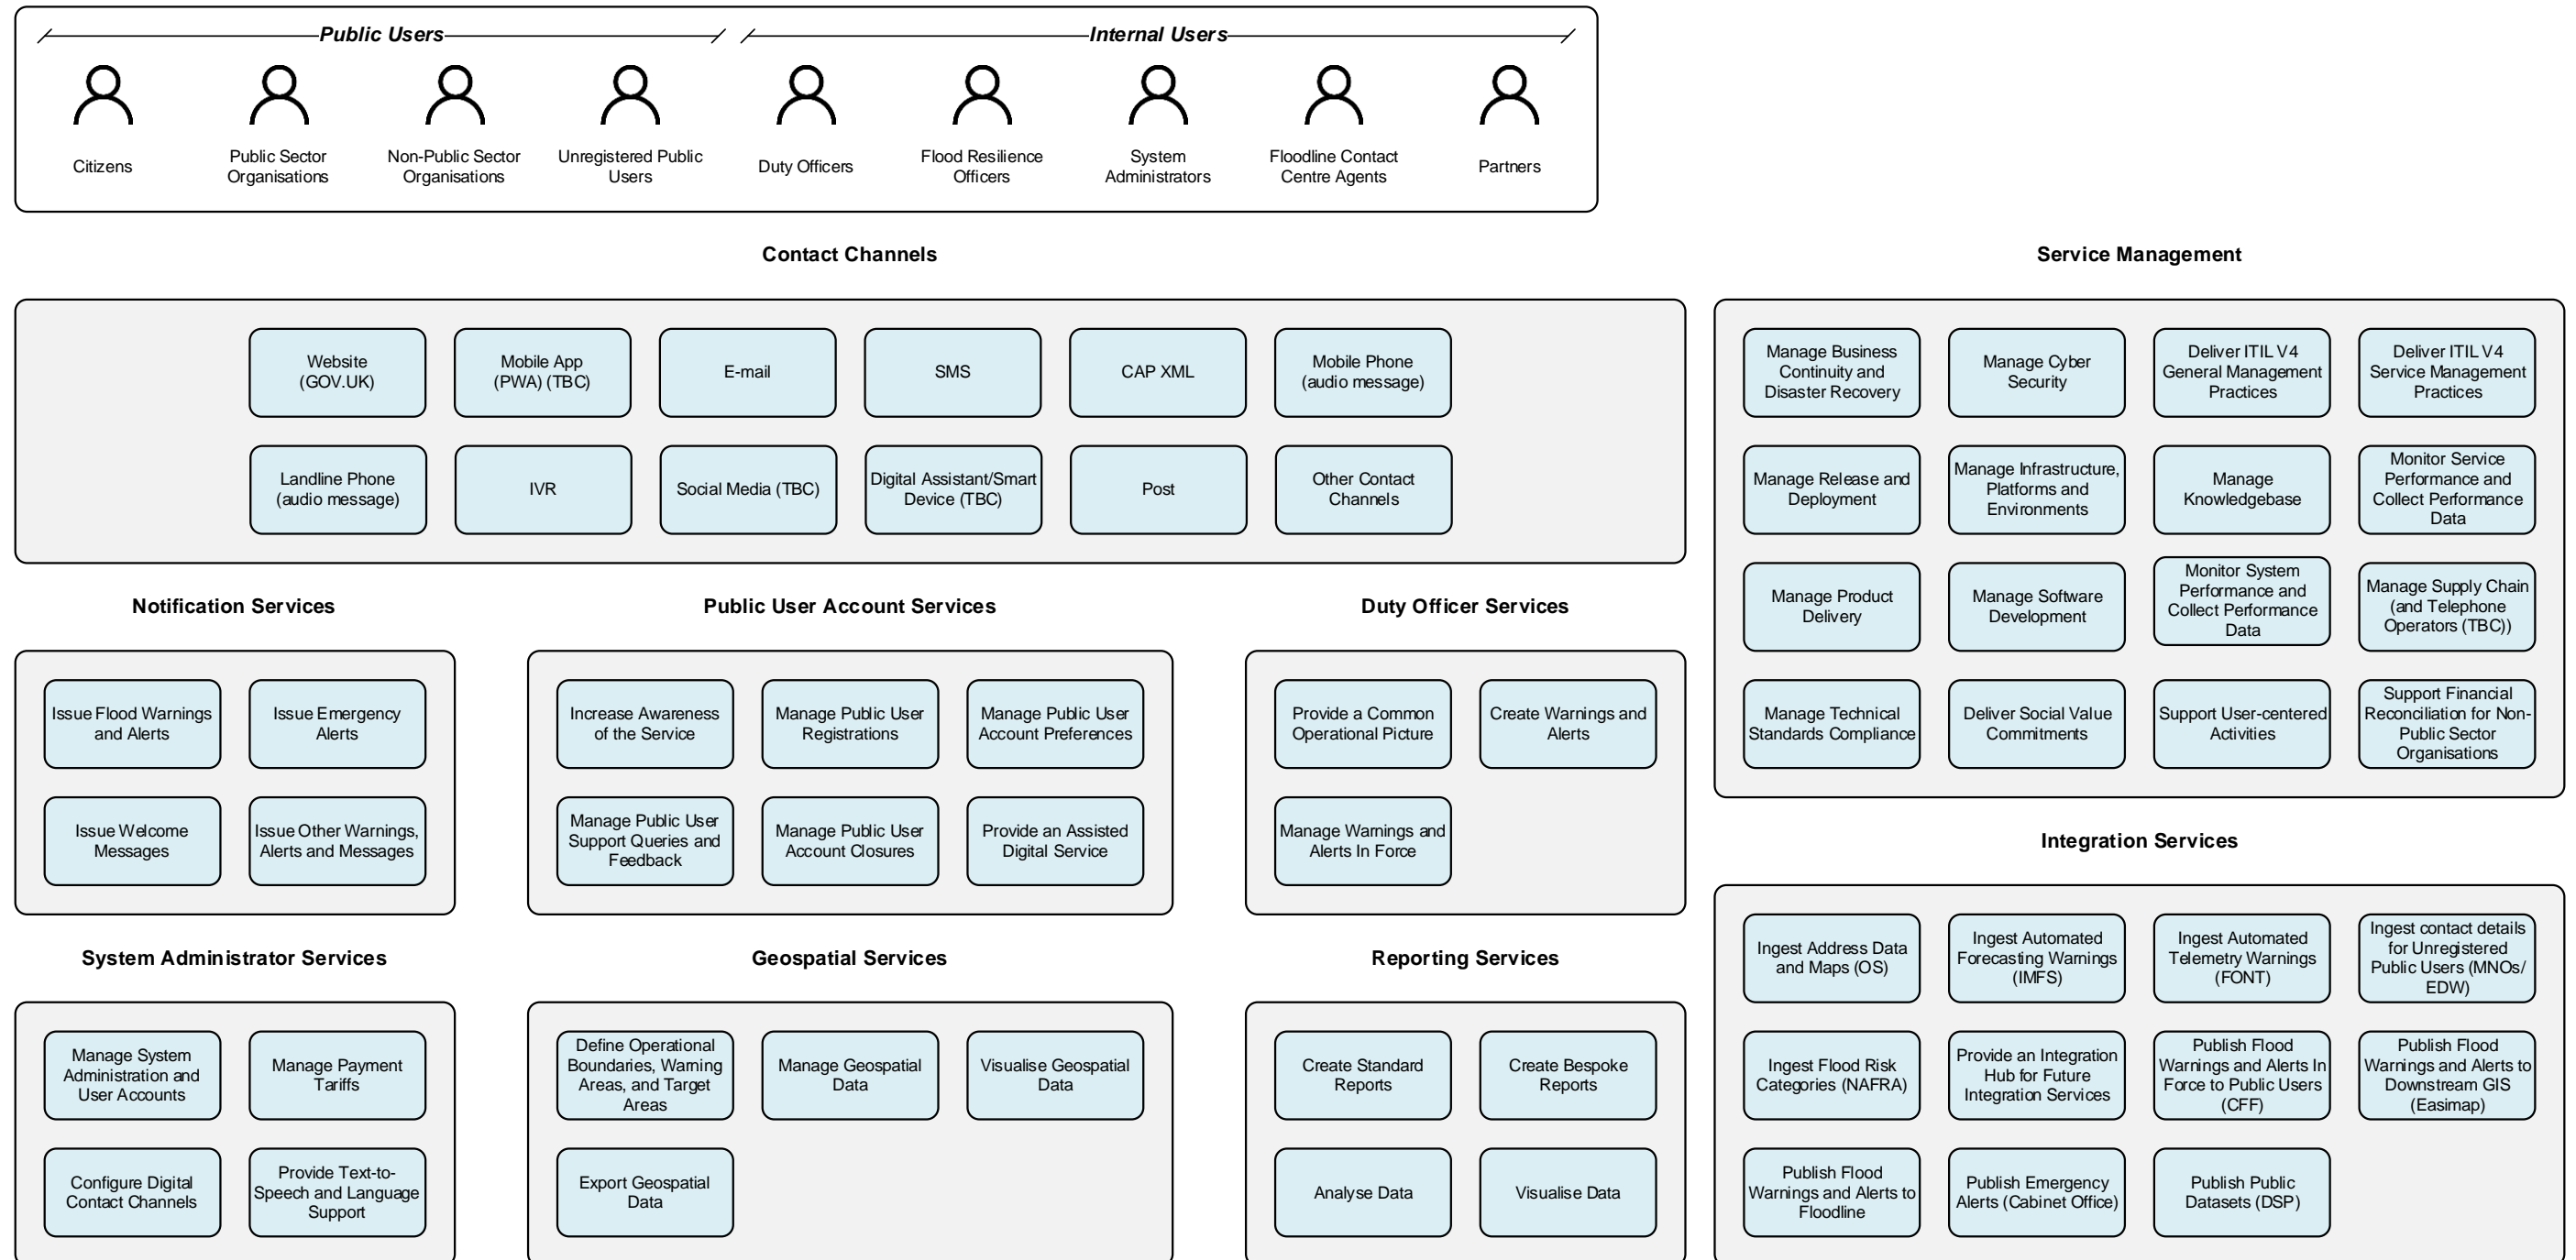 Public Users
Internal Users
Citizens
Public Sector
Organisations
Non-Public Sector
Organisations
Unregistered Public
Users
Duty Officers
Flood Resilience
Officers
System
Administrators
Floodline Contact
Centre Agents
Partners
Contact Channels
Website
(GOV.UK)
Mobile App
(PWA) (TBC)
E-mail
SMS
CAP XML
Mobile Phone
(audio message)
Landline Phone
(audio message)
IVR
Social Media (TBC)
Digital Assistant/Smart
Device (TBC)
Post
Other Contact
Channels
Service Management
Manage Business
Continuity and
Disaster Recovery
Manage Cyber
Security
Deliver ITIL V4
General Management
Practices
Deliver ITIL V4
Service Management
Practices
Manage Release and
Deployment
Manage Infrastructure,
Platforms and
Environments
Manage
Knowledgebase
Monitor Service
Performance and
Collect Performance
Data
Manage Product
Delivery
Manage Software
Development
Monitor System
Performance and
Collect Performance
Data
Manage Supply Chain
(and Telephone
Operators (TBC))
Manage Technical
Standards Compliance
Deliver Social Value
Commitments
Support User-centered
Activities
Support Financial
Reconciliation for Non-
Public Sector
Organisations
Notification Services
Issue Flood Warnings
and Alerts
Issue Emergency
Alerts
Issue Welcome
Messages
Issue Other Warnings,
Alerts and Messages
Public User Account Services
Increase Awareness
of the Service
Manage Public User
Registrations
Manage Public User
Account Preferences
Manage Public User
Support Queries and
Feedback
Manage Public User
Account Closures
Provide an Assisted
Digital Service
Duty Officer Services
Provide a Common
Operational Picture
Create Warnings and
Alerts
Manage Warnings and
Alerts In Force
System Administrator Services
Manage System
Administration and
User Accounts
Manage Payment
Tariffs
Configure Digital
Contact Channels
Provide Text-to-
Speech and Language
Support
Geospatial Services
Define Operational
Boundaries, Warning
Areas, and Target
Areas
Manage Geospatial
Data
Visualise Geospatial
Data
Export Geospatial
Data
Reporting Services
Create Standard
Reports
Create Bespoke
Reports
Analyse Data
Visualise Data
Integration Services
Ingest Address Data
and Maps (OS)
Ingest Automated
Forecasting Warnings
(IMFS)
Ingest Automated
Telemetry Warnings
(FONT)
Ingest contact details
for Unregistered
Public Users (MNOs/
EDW)
Ingest Flood Risk
Categories (NAFRA)
Provide an Integration
Hub for Future
Integration Services
Publish Flood
Warnings and Alerts In
Force to Public Users
(CFF)
Publish Flood
Warnings and Alerts to
Downstream GIS
(Easimap)
Publish Flood
Warnings and Alerts to
Floodline
Publish Emergency
Alerts (Cabinet Office)
Publish Public
Datasets (DSP)